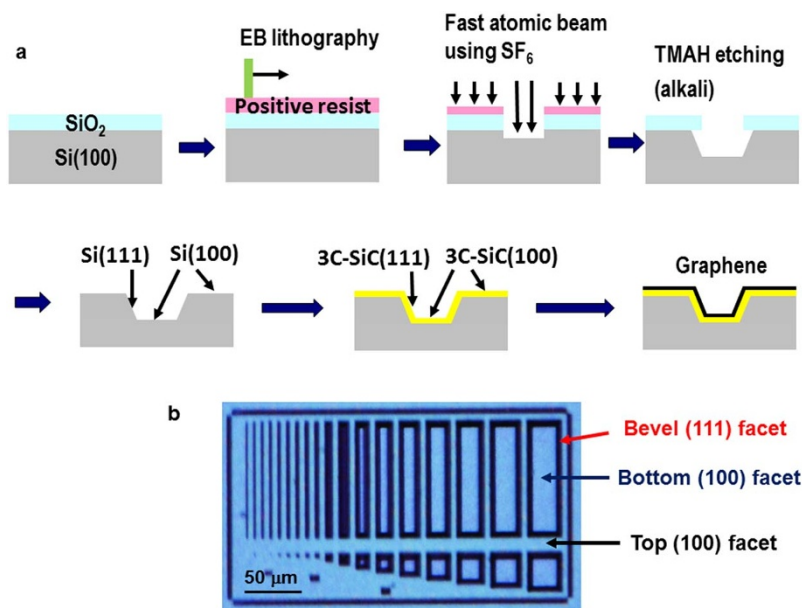 a
EB lithography
Positive resist
SiO₂
Si(100)
Fast atomic beam
using SF₆
TMAH etching
(alkali)
Si(111)
Si(100)
3C-SiC(111)
3C-SiC(100)
Graphene
b
Bevel (111) facet
Bottom (100) facet
Top (100) facet
50 μm